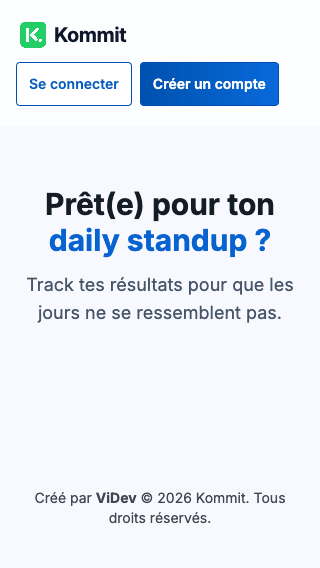 Kommit
Se connecter
Créer un compte
Prêt(e) pour ton
daily standup ?
Track tes résultats pour que les
jours ne se ressemblent pas.
Créé par ViDev © 2026 Kommit. Tous
droits réservés.